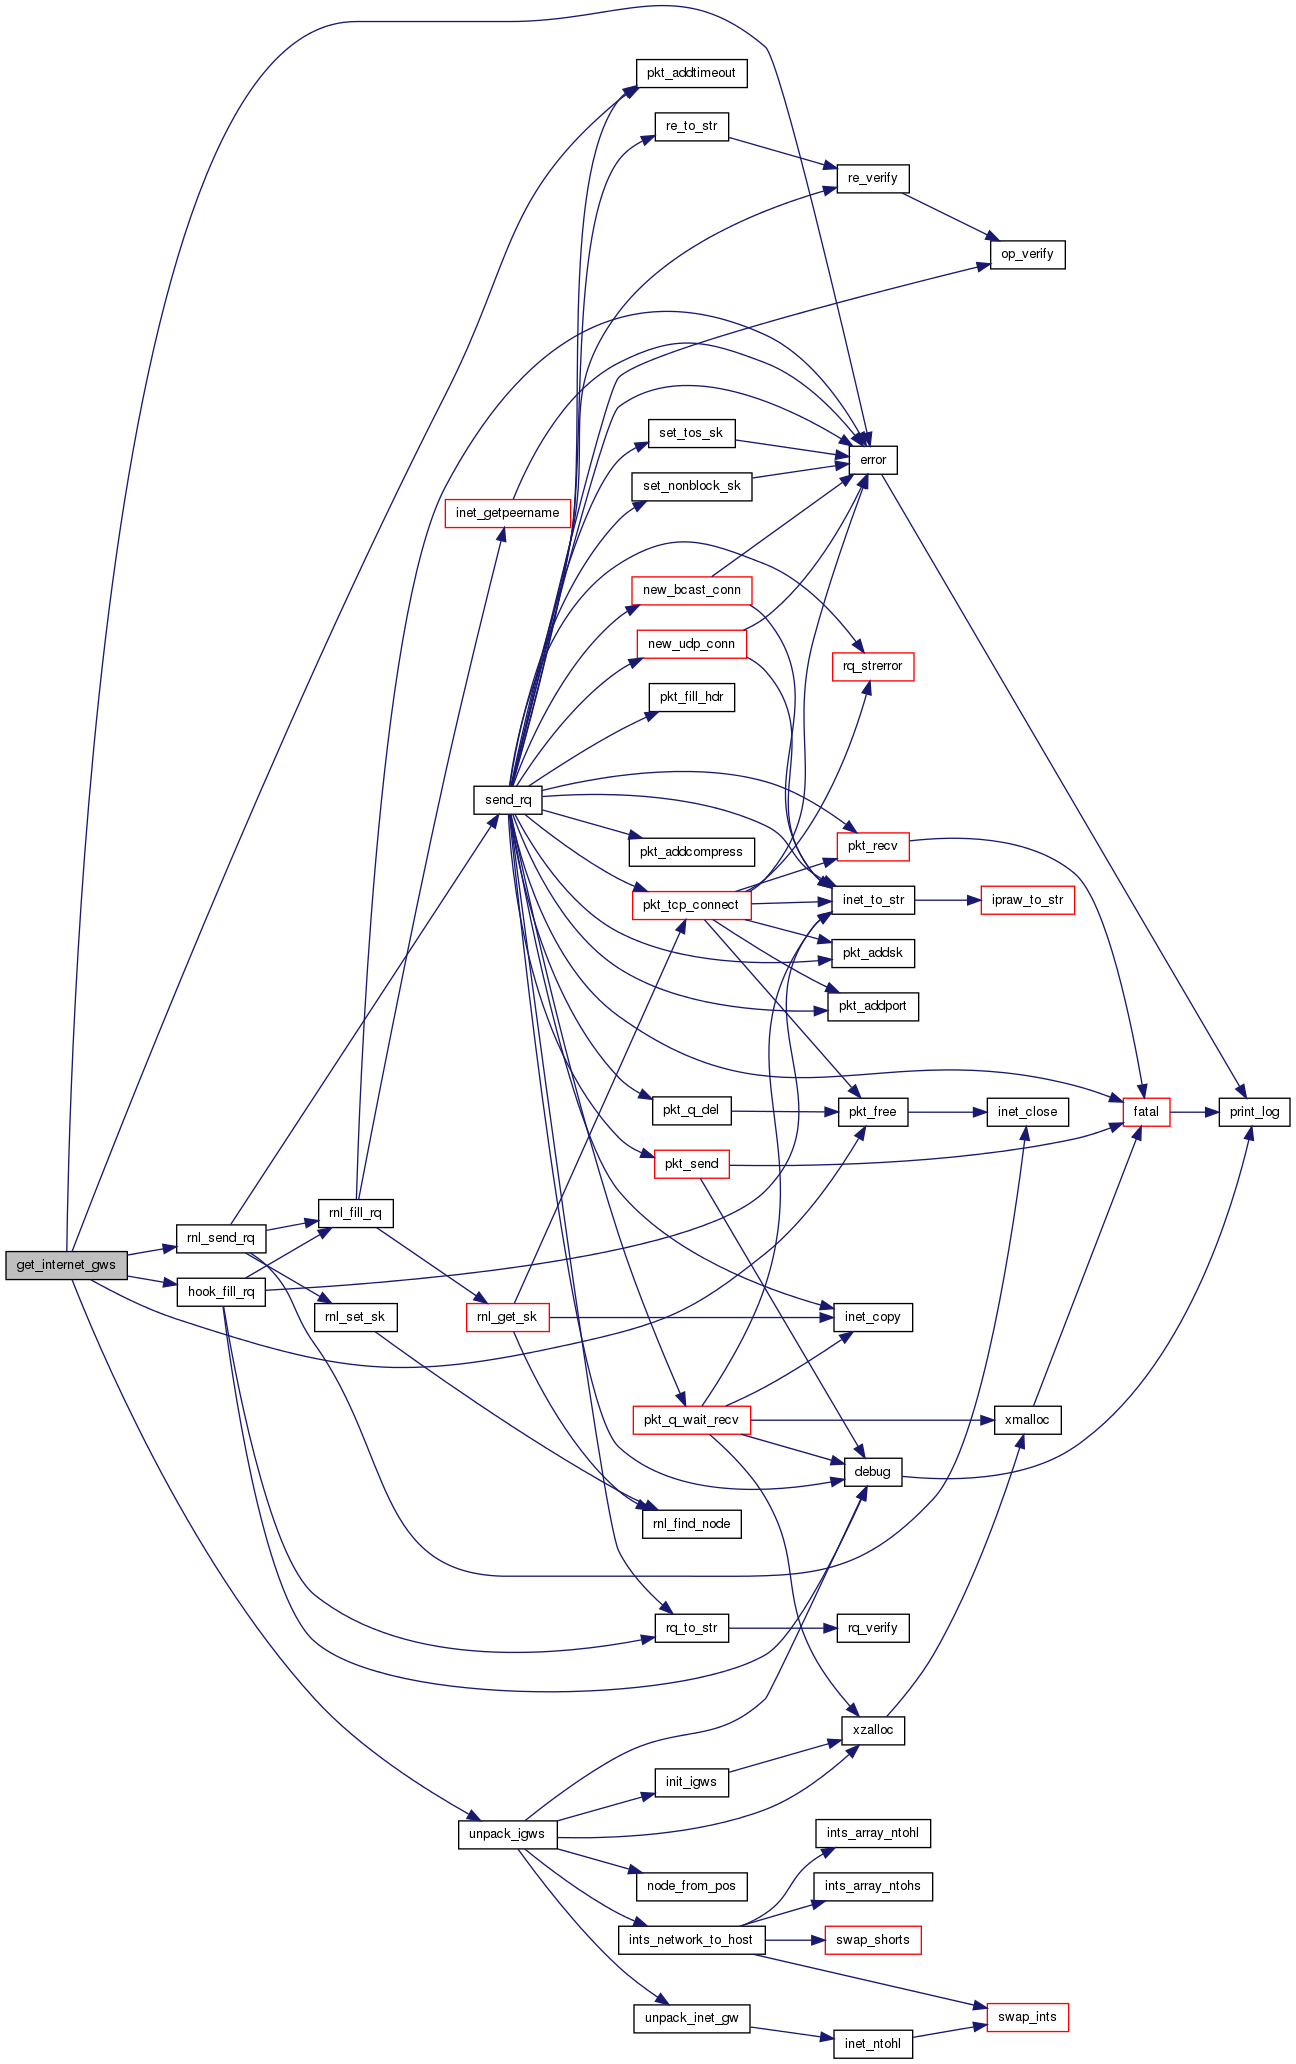 pkt_addtimeout
re_to_str
re_verify
op_verify
set_tos_sk
error
set_nonblock_sk
inet_getpeername
new_bcast_conn
new_udp_conn
rq_strerror
pkt_fill_hdr
send_rq
pkt_recv
pkt_addcompress
pkt_tcp_connect
inet_to_str
ipraw_to_str
pkt_addsk
pkt_addport
pkt_q_del
pkt_free
inet_close
fatal
print_log
pkt_send
rnl_fill_rq
rnl_send_rq
get_internet_gws
hook_fill_rq
rnl_set_sk
rnl_get_sk
inet_copy
pkt_q_wait_recv
xmalloc
debug
rnl_find_node
rq_to_str
rq_verify
xzalloc
init_igws
unpack_igws
ints_array_ntohl
node_from_pos
ints_array_ntohs
ints_network_to_host
swap_shorts
unpack_inet_gw
swap_ints
inet_ntohl